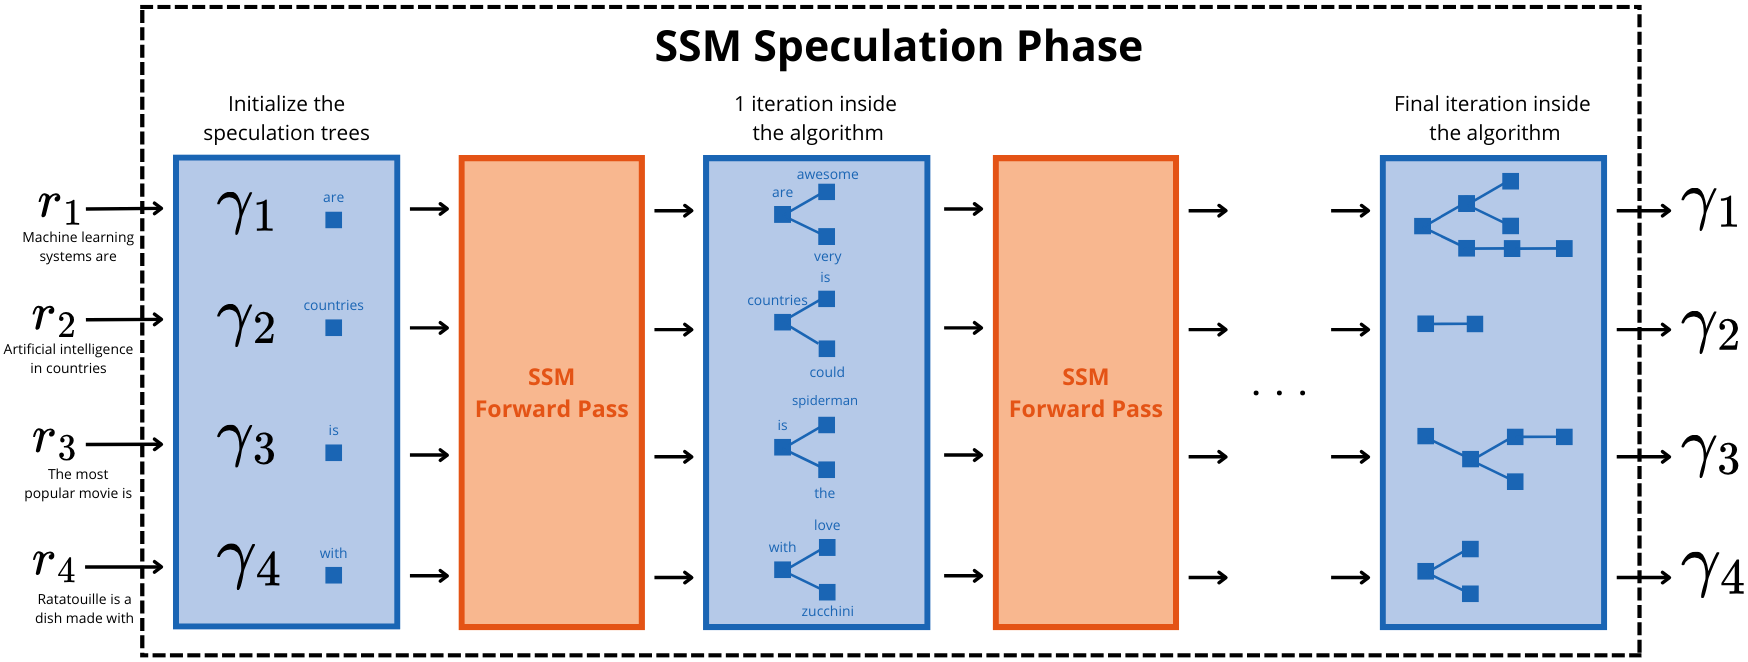 SSM Speculation Phase
Initialize the
speculation trees
1 iteration inside
the algorithm
Final iteration inside
the algorithm
r1
Machine learning
systems are
r2
Artificial intelligence
in countries
r3
The most
popular movie is
r4
Ratatouille is a
dish made with
γ1
are
γ2
countries
γ3
is
γ4
with
SSM
Forward Pass
awesome
are
very
is
countries
could
spiderman
is
the
love
with
zucchini
SSM
Forward Pass
. . .
γ1
γ2
γ3
γ4